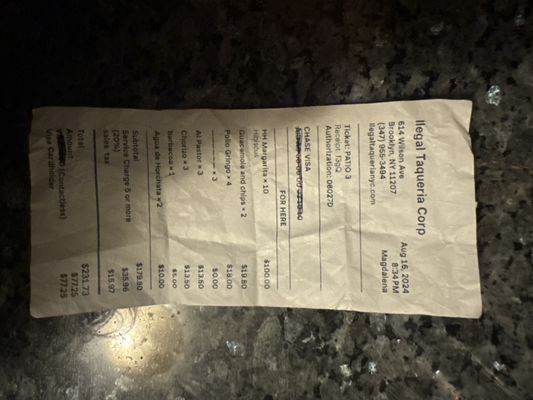 Ilegal Taqueria Corp
614 Wilson Ave Aug 16, 2024
Brooklyn, NY 11207 8:34 PM
(347) 955-3494 Magdalena
ilegaltaquerianyc.com
Ticket: PATIO 3
Receipt:
Authorization: 08027D
CHASE VISA
FOR HERE
HH Margarita × 10 $100.00
Hibiscus
Guacamole and chips × 2 $19.80
Pollo Gringo × 4 $18.00
× 3 $0.00
Al Pastor × 3 $13.50
Chorizo × 3 $13.50
Barbacoa × 1 $5.00
Agua de Horchata × 2 $10.00
Subtotal $179.80
Service Charge 5 or more $35.96
(20%)
sales tax $15.97
Total $231.73
Amount $77.25
(Contactless) $77.25
Visa Cardholder